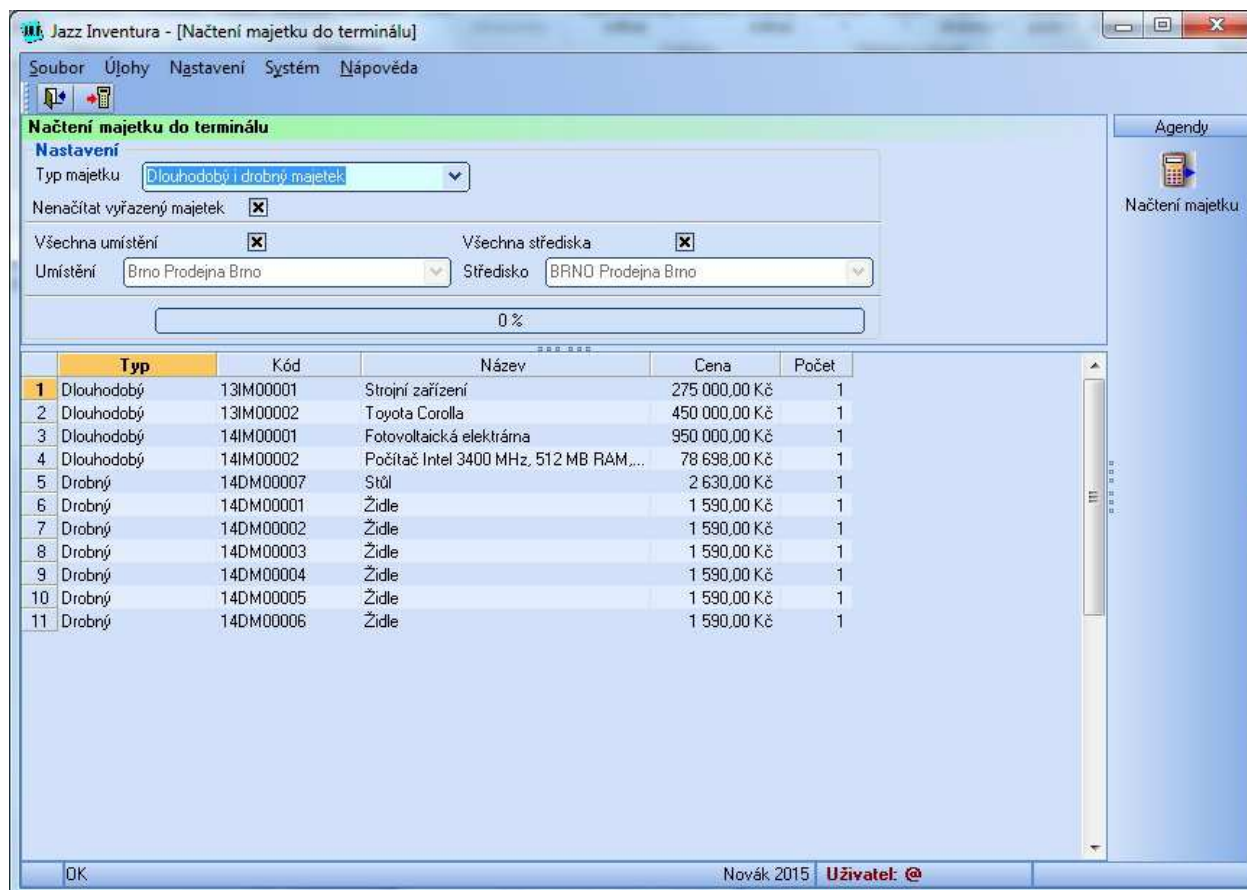 Jazz Inventura - [Načtení majetku do terminálu]
Soubor Úlohy Nastavení Systém Nápověda
Načtení majetku do terminálu
Agendy
Nastavení
Typ majetku Dlouhodobý i drobný majetek
Načtení majetku
Nenačítat vyřazený majetek
Všechna umístění Všechna střediska
Umístění Brno Prodejna Brno Středisko BRNO Prodejna Brno
0 %
Typ Kód Název Cena Počet
1 Dlouhodobý 13IM00001 Strojní zařízení 275 000,00 Kč 1
2 Dlouhodobý 13IM00002 Toyota Corolla 450 000,00 Kč 1
3 Dlouhodobý 14IM00001 Fotovoltaická elektrárna 950 000,00 Kč 1
4 Dlouhodobý 14IM00002 Počítač Intel 3400 MHz, 512 MB RAM,... 78 698,00 Kč 1
5 Drobný 14DM00007 Stůl 2 630,00 Kč 1
6 Drobný 14DM00001 Židle 1 590,00 Kč 1
7 Drobný 14DM00002 Židle 1 590,00 Kč 1
8 Drobný 14DM00003 Židle 1 590,00 Kč 1
9 Drobný 14DM00004 Židle 1 590,00 Kč 1
10 Drobný 14DM00005 Židle 1 590,00 Kč 1
11 Drobný 14DM00006 Židle 1 590,00 Kč 1
OK Novák 2015 Uživatel: @